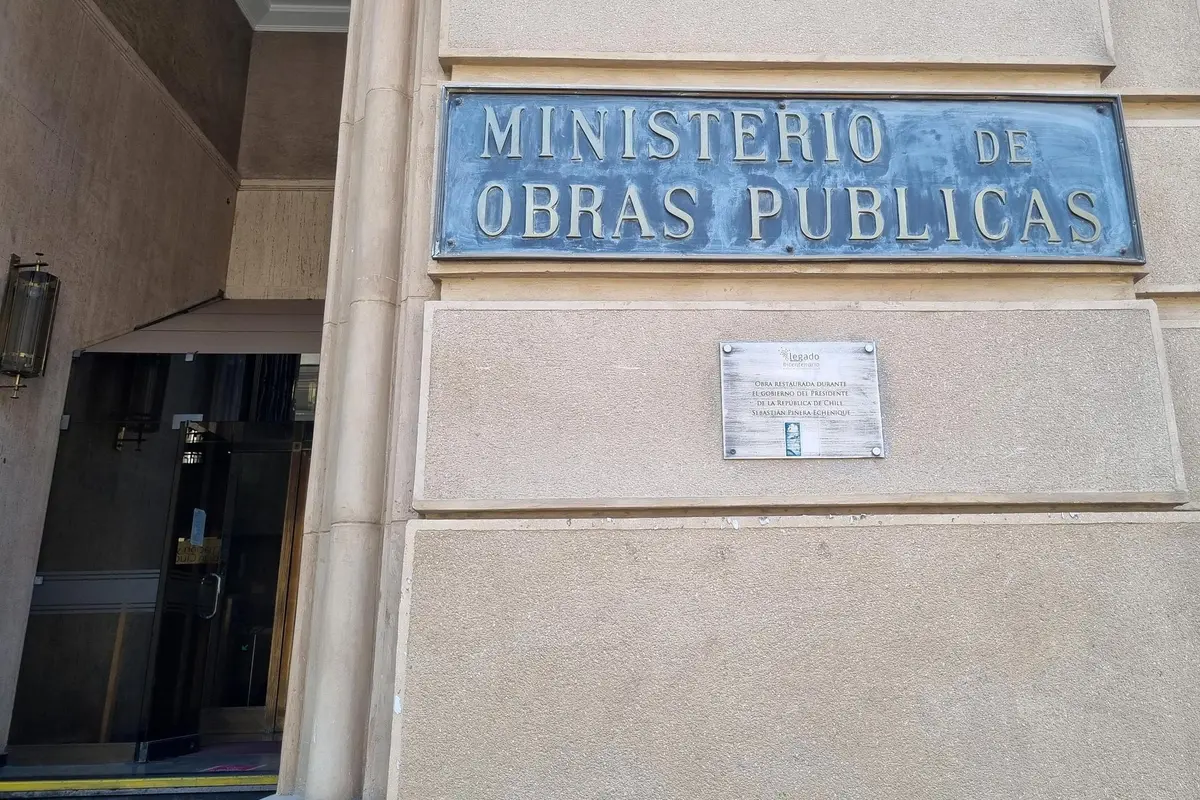 MINISTERIO DE
OBRAS PUBLICAS
legado
Bicentenario
OBRA RESTAURADA DURANTE
EL GOBIERNO DEL PRESIDENTE
DE LA REPÚBLICA DE CHILE
SEBASTIÁN PIÑERA ECHENIQUE